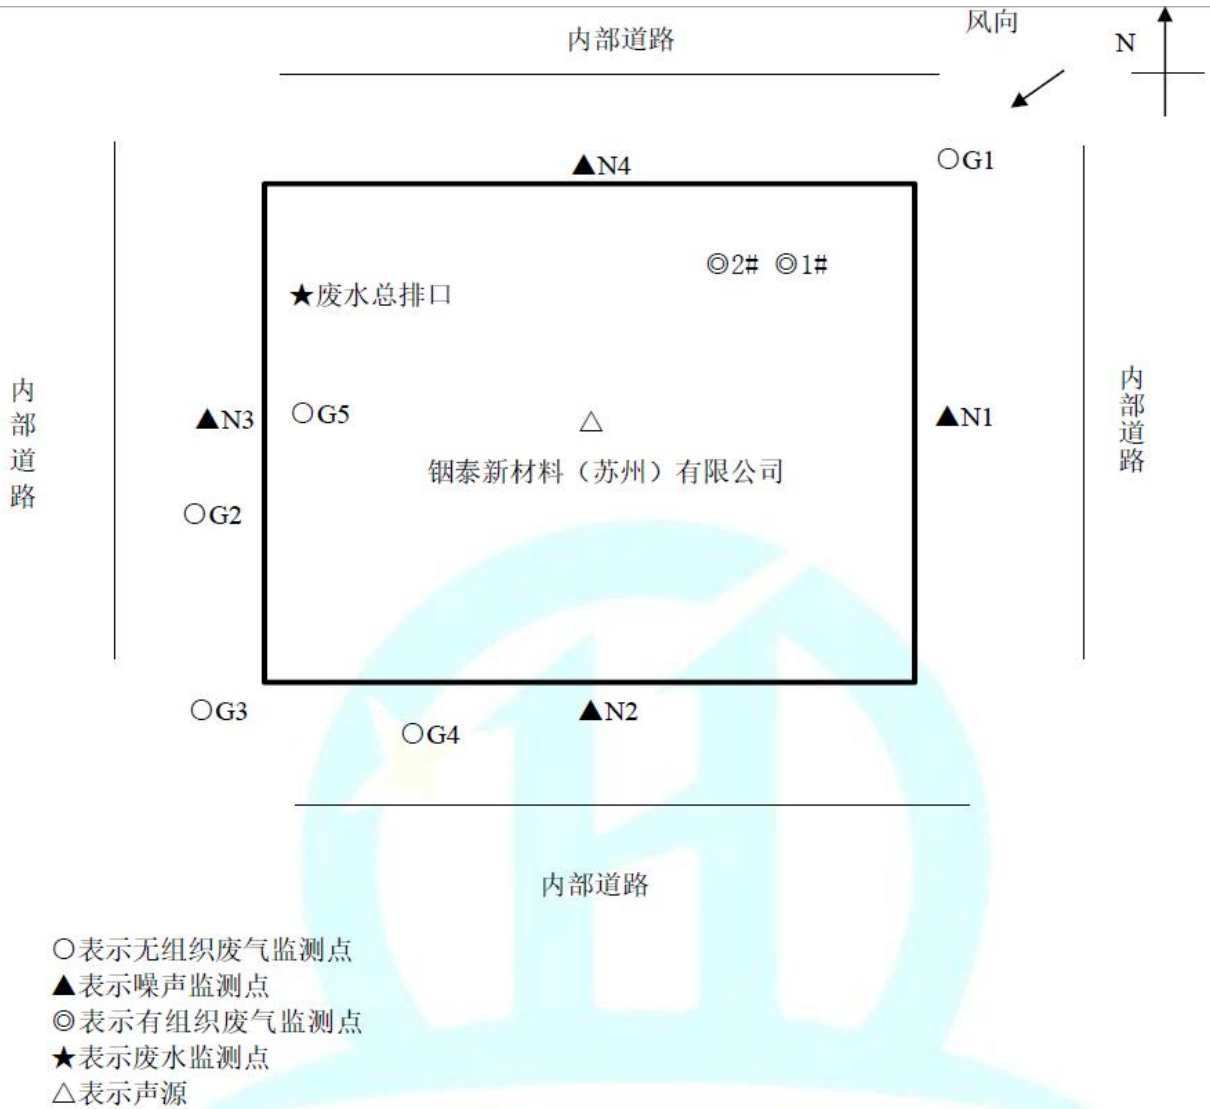 风向
内部道路
N
○G1
▲N4
◎2# ◎1#
★废水总排口
内部道路
内部道路
▲N3
○G5
△
▲N1
铟泰新材料（苏州）有限公司
○G2
○G3
○G4
▲N2
内部道路
○表示无组织废气监测点
▲表示噪声监测点
◎表示有组织废气监测点
★表示废水监测点
△表示声源